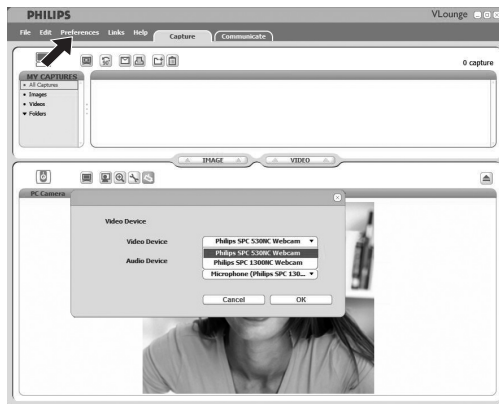 PHILIPS
VLounge
File Edit Preferences Links Help
Capture
Communicate
0 capture
MY CAPTURES
All Captures
Images
Videos
Folders
IMAGE
VIDEO
PC Camera
Video Device
Video Device
Philips SPC 530NC Webcam
Philips SPC 530NC Webcam
Audio Device
Philips SPC 1300NC Webcam
Microphone (Philips SPC 130...
Cancel
OK